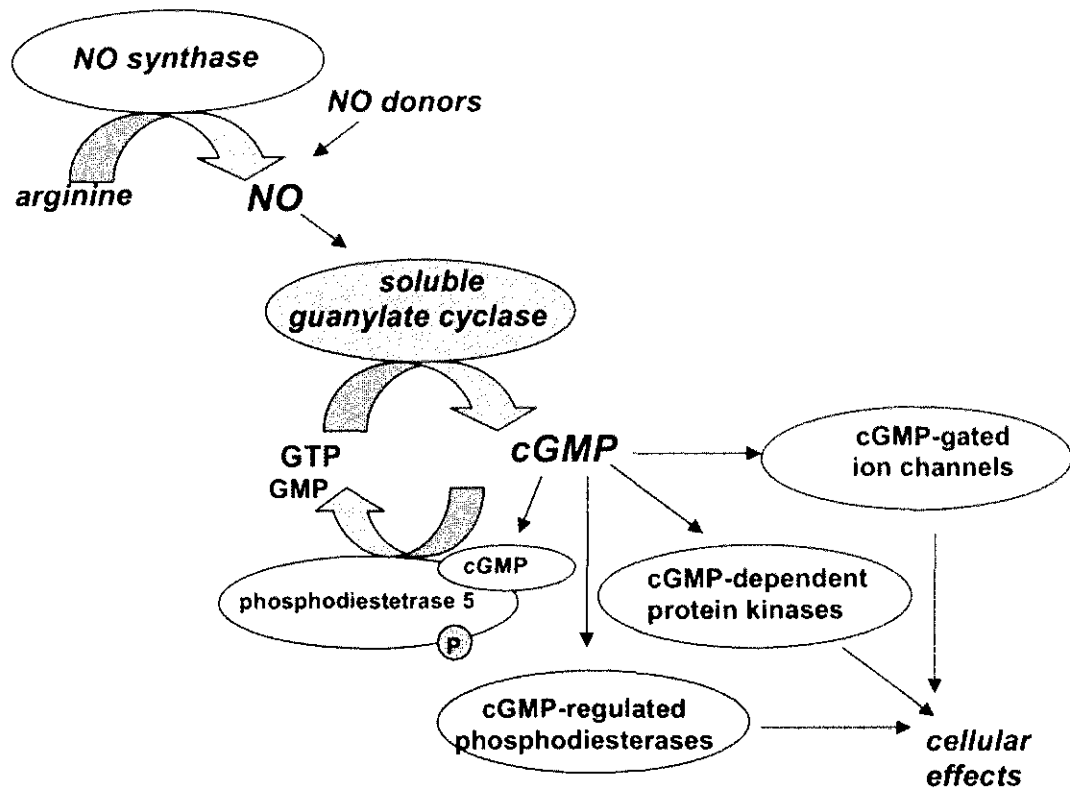 NO synthase
NO donors
arginine
NO
soluble
guanylate cyclase
GTP
cGMP
cGMP-gated
ion channels
GMP
cGMP
phosphodiestetrase 5
P
cGMP-dependent
protein kinases
cGMP-regulated
phosphodiesterases
cellular
effects